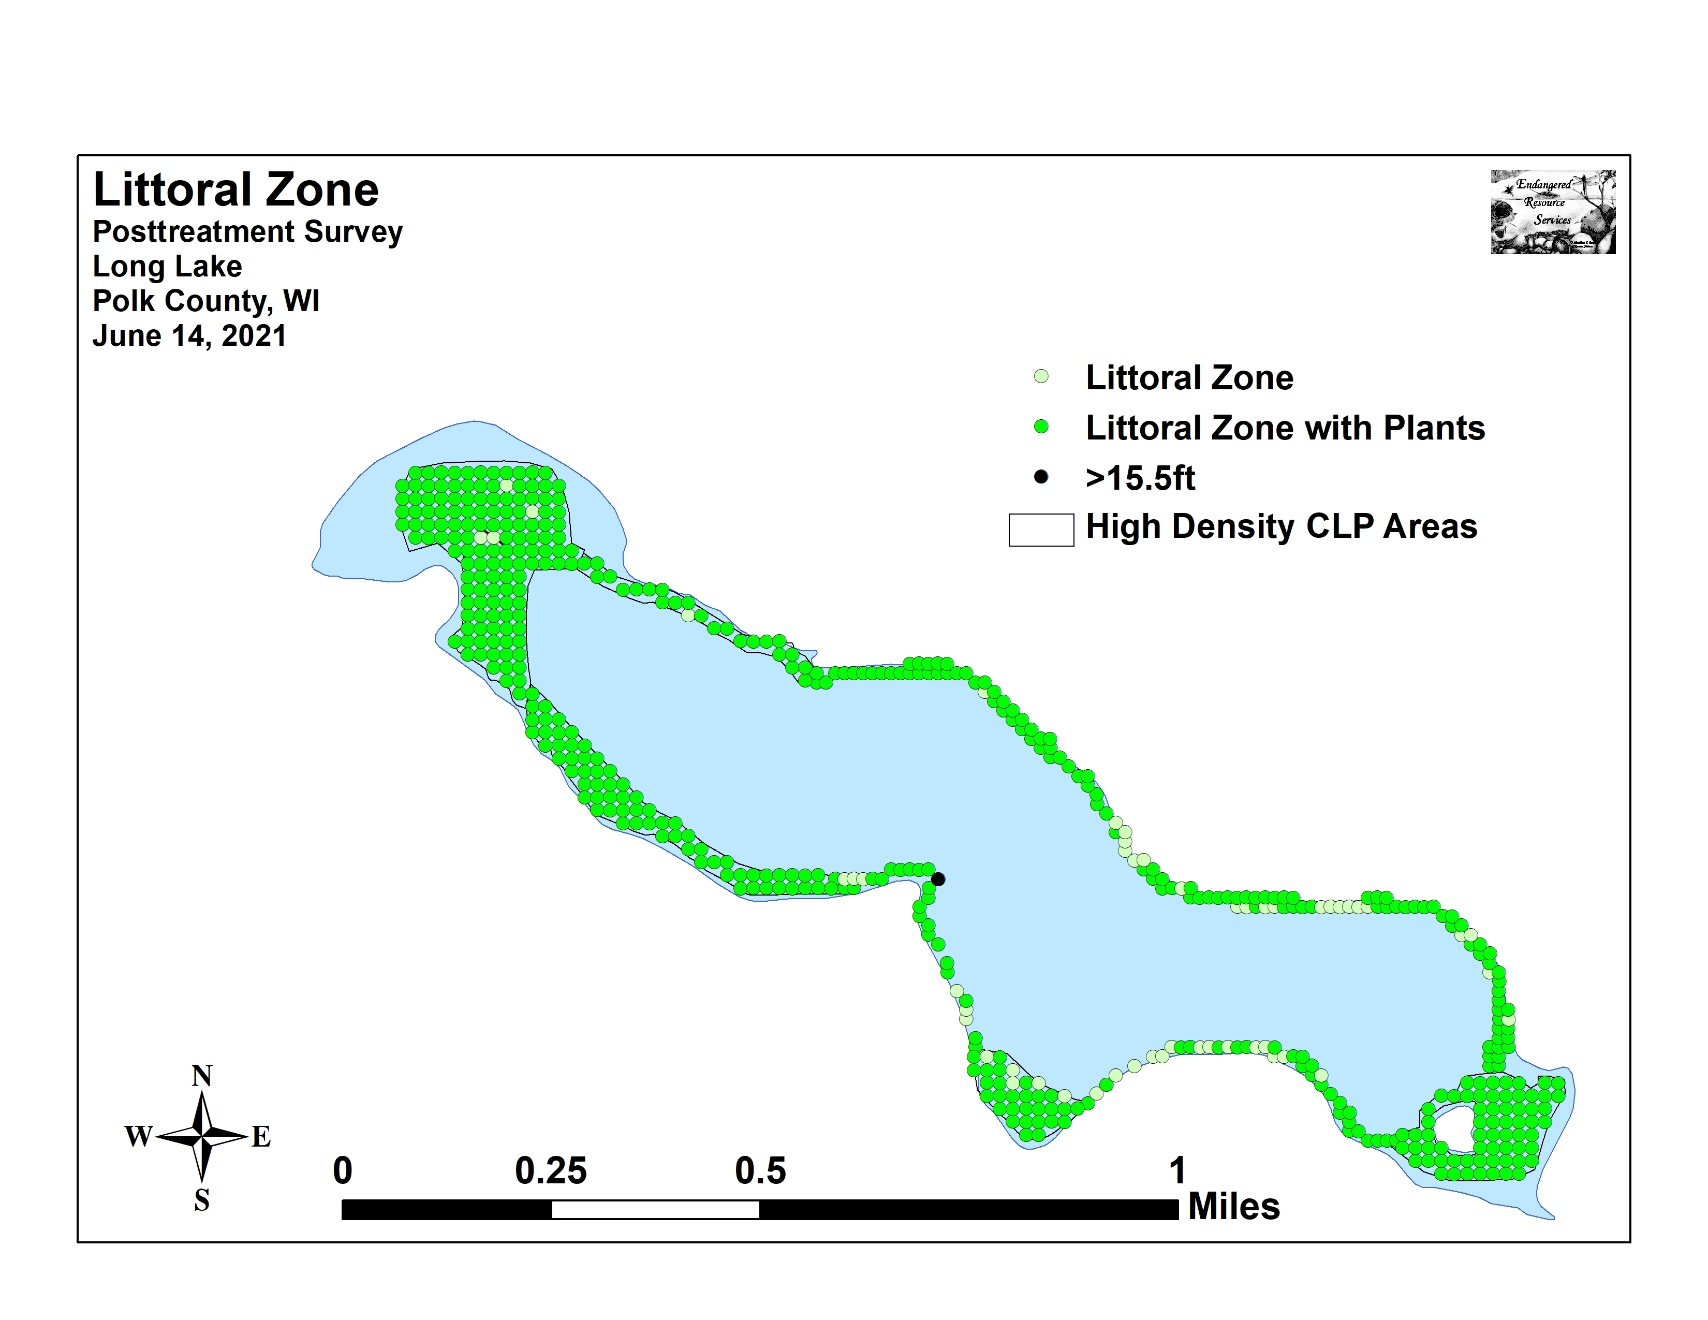 Littoral Zone
Posttreatment Survey
Long Lake
Polk County, WI
June 14, 2021
Endangered
Resource
Services
Littoral Zone
Littoral Zone with Plants
>15.5ft
High Density CLP Areas
N
W E
S
0 0.25 0.5 1
Miles